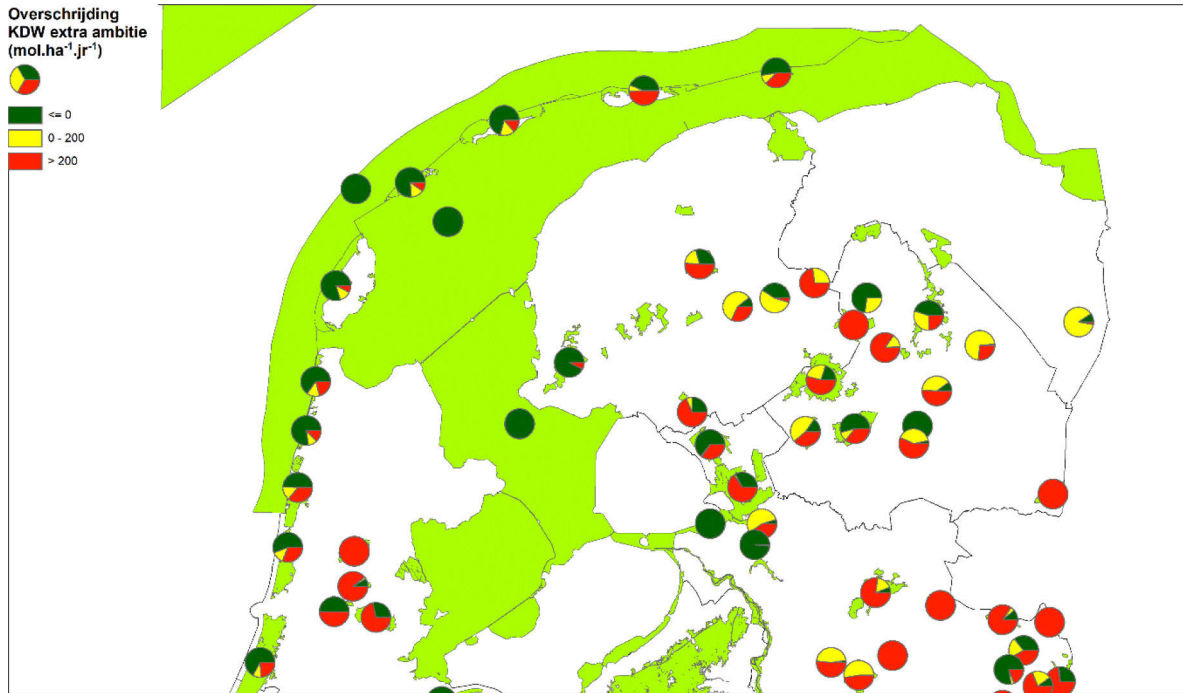 Overschrijding
KDW extra ambitie
(mol.ha⁻¹.jr⁻¹)
<= 0
0 - 200
> 200